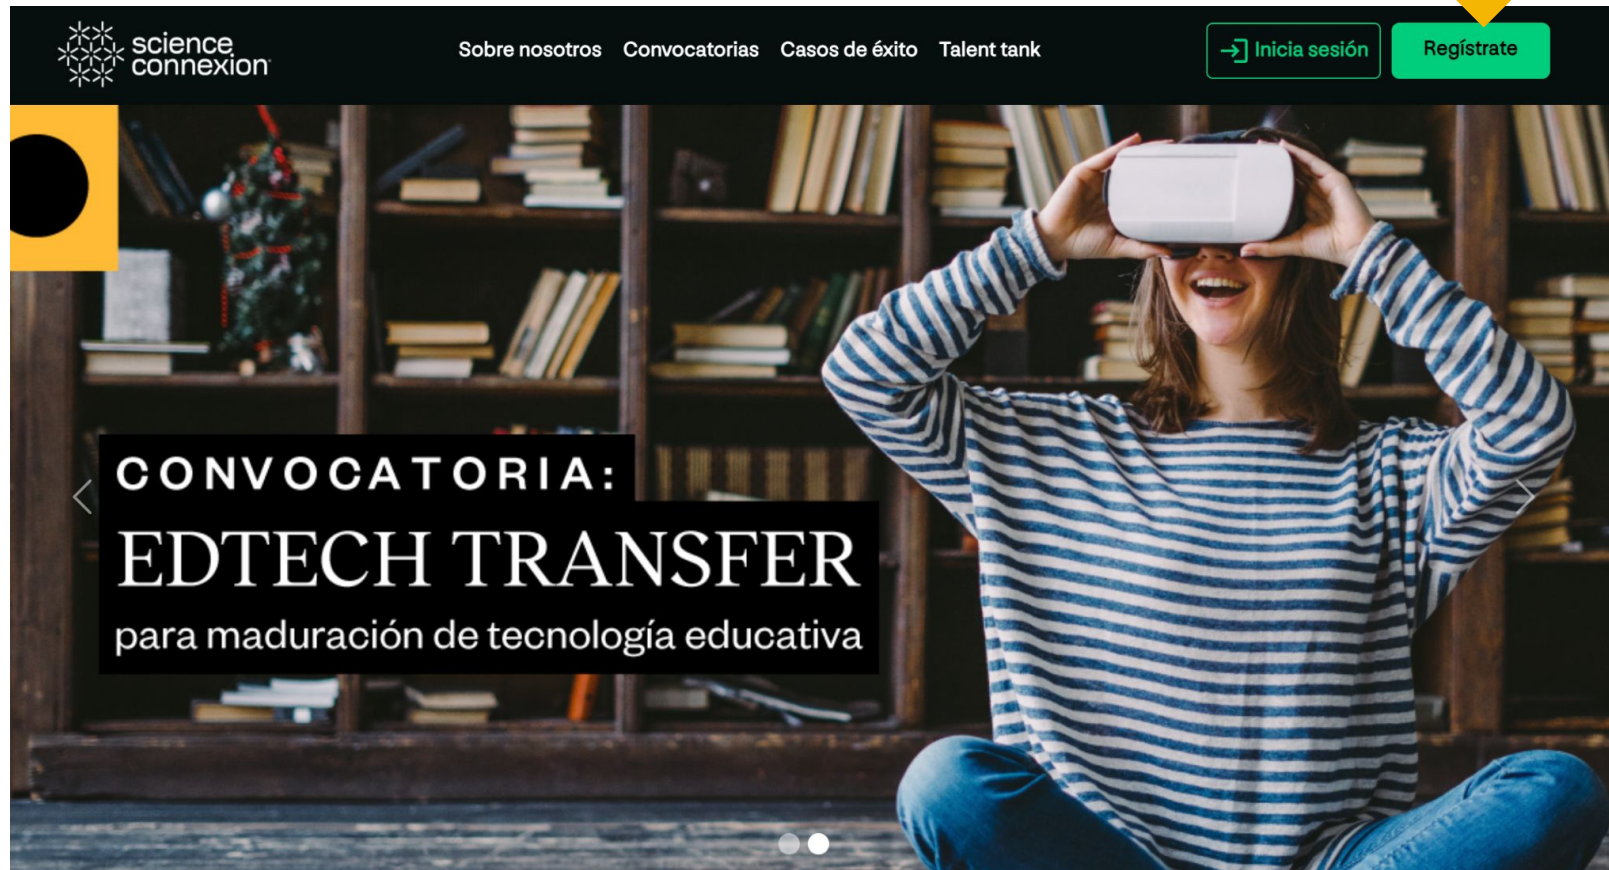 science
connexion
Sobre nosotros Convocatorias Casos de éxito Talent tank
Inicia sesión
Regístrate
CONVOCATORIA:
EDTECH TRANSFER
para maduración de tecnología educativa